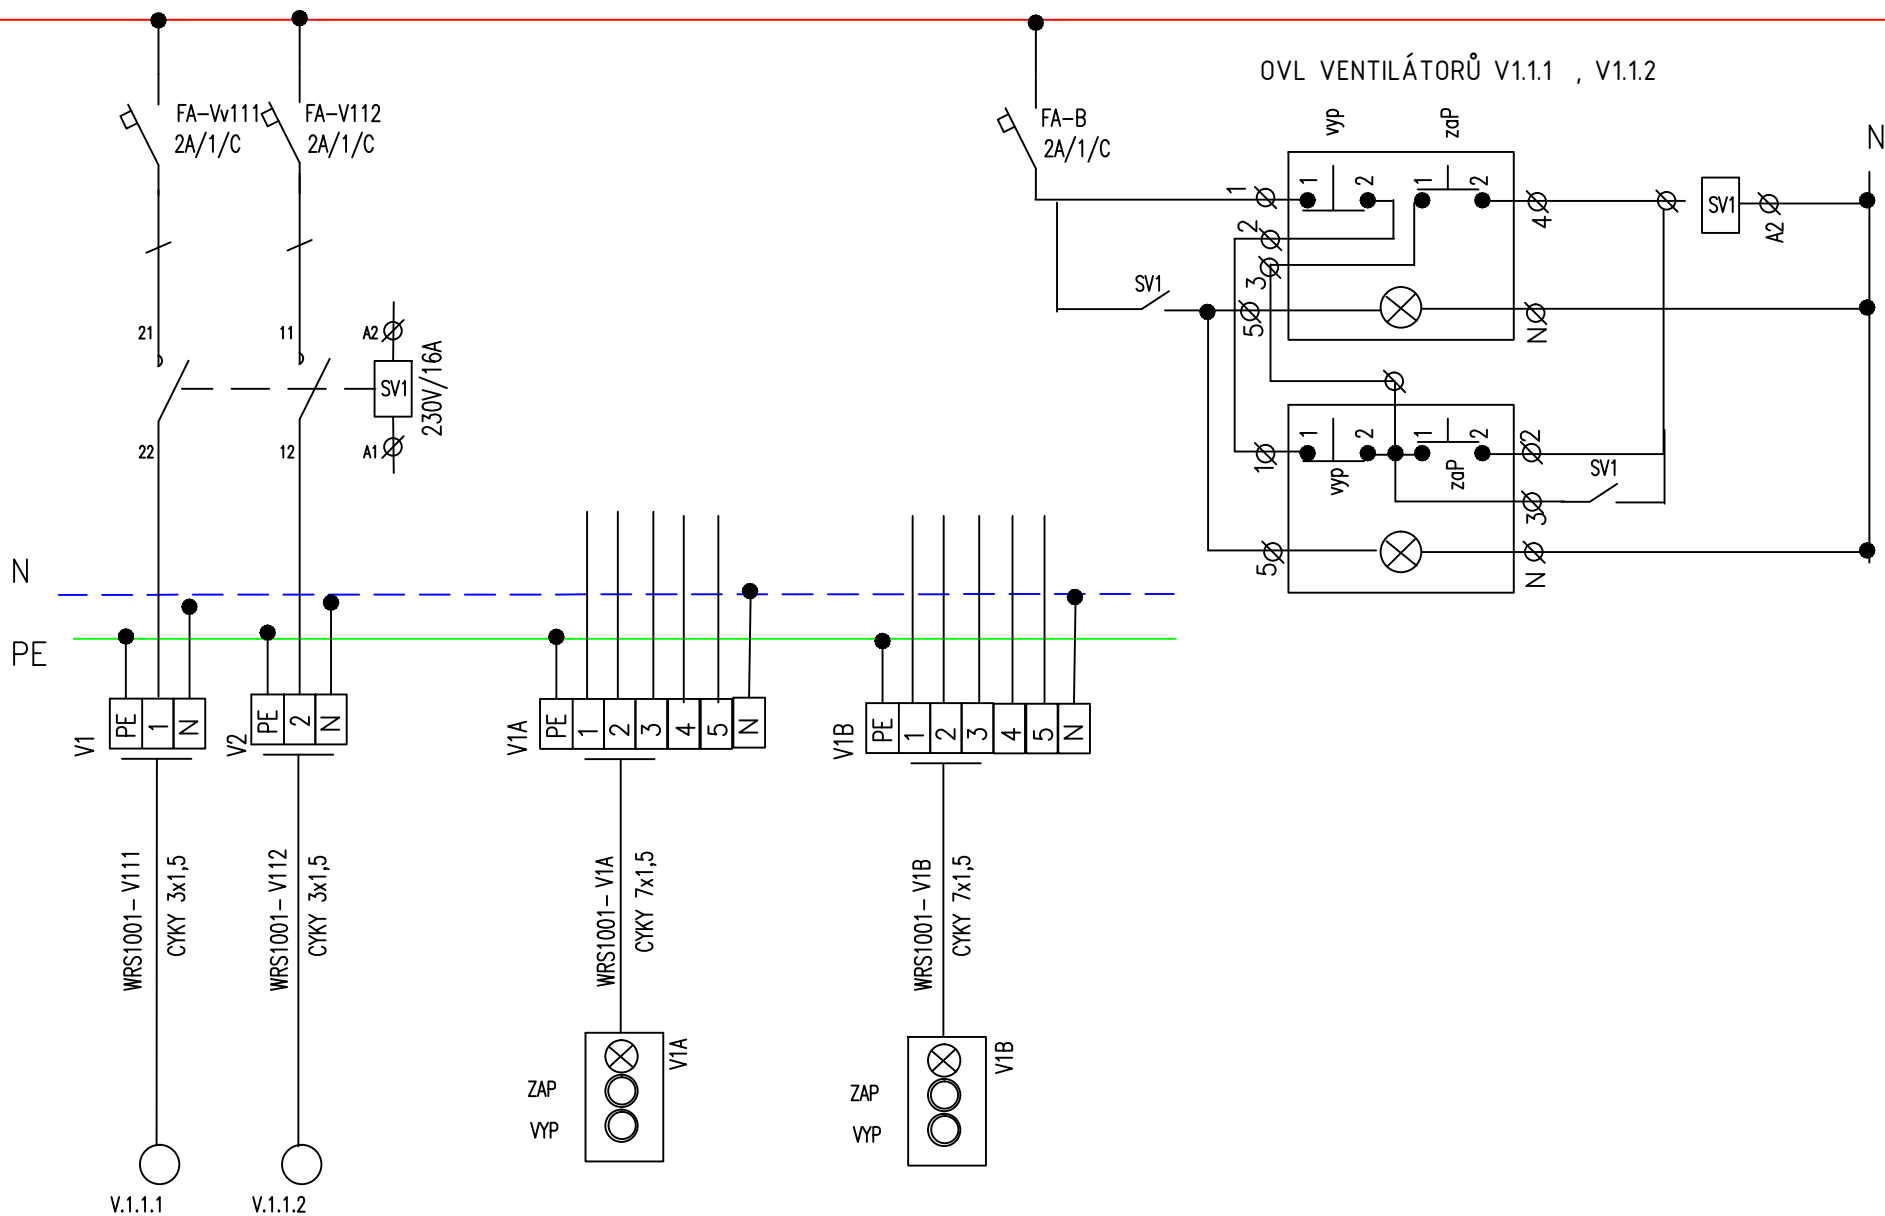 OVL VENTILÁTORŮ V1.1.1 , V1.1.2
FA-Vv111
2A/1/C
FA-V112
2A/1/C
FA-B
2A/1/C
vyp
zaP
N
1
1
2
1
2
4
SV1
A2
2
3
SV1
5
N
21
11
A2
SV1
230V/16A
22
12
A1
1
1
2
1
2
2
vyp
zaP
SV1
3
5
N
N
PE
V1
PE
1
N
V2
PE
2
N
V1A
PE
1
2
3
4
5
N
V1B
PE
1
2
3
4
5
N
WRS1001- V111
CYKY 3x1,5
WRS1001- V112
CYKY 3x1,5
WRS1001- V1A
CYKY 7x1,5
WRS1001- V1B
CYKY 7x1,5
V1A
ZAP
VYP
V1B
ZAP
VYP
V.1.1.1
V.1.1.2